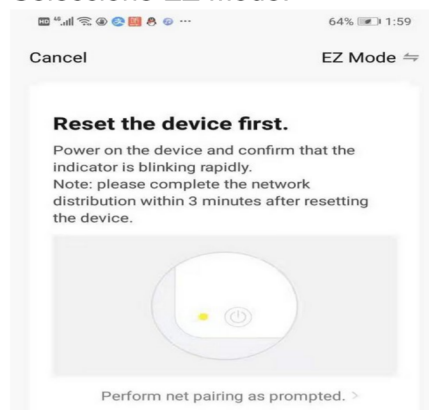 64% 1:59
Cancel
EZ Mode
Reset the device first.
Power on the device and confirm that the
indicator is blinking rapidly.
Note: please complete the network
distribution within 3 minutes after resetting
the device.
Perform net pairing as prompted. >